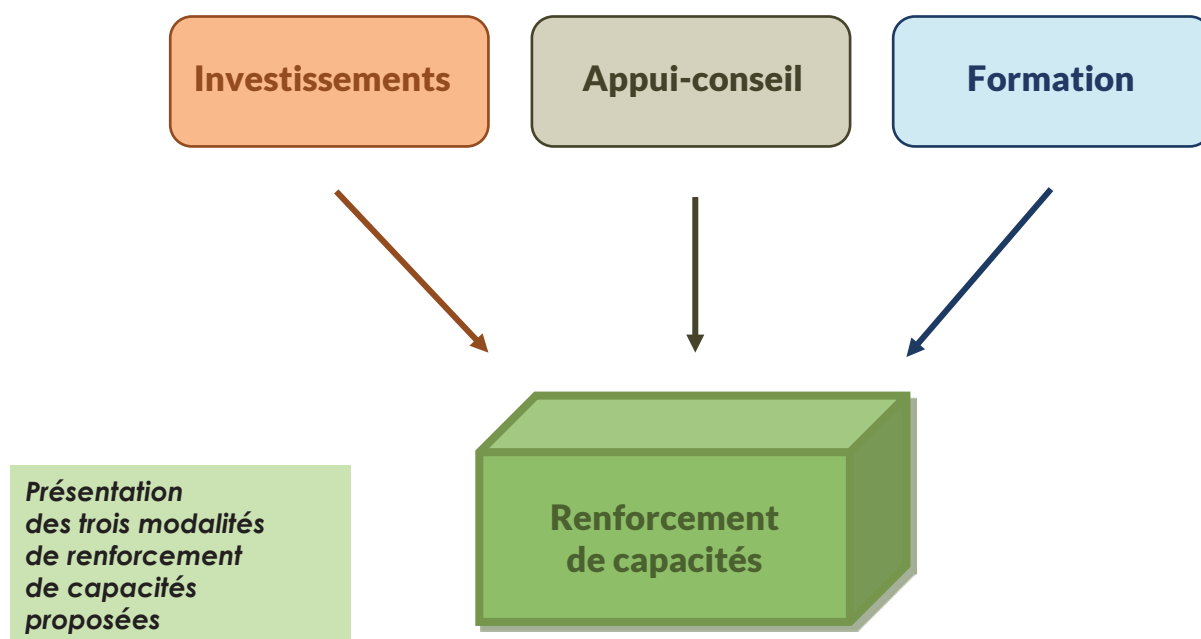 Investissements
Appui-conseil
Formation
Renforcement
de capacités
Présentation
des trois modalités
de renforcement
de capacités
proposées